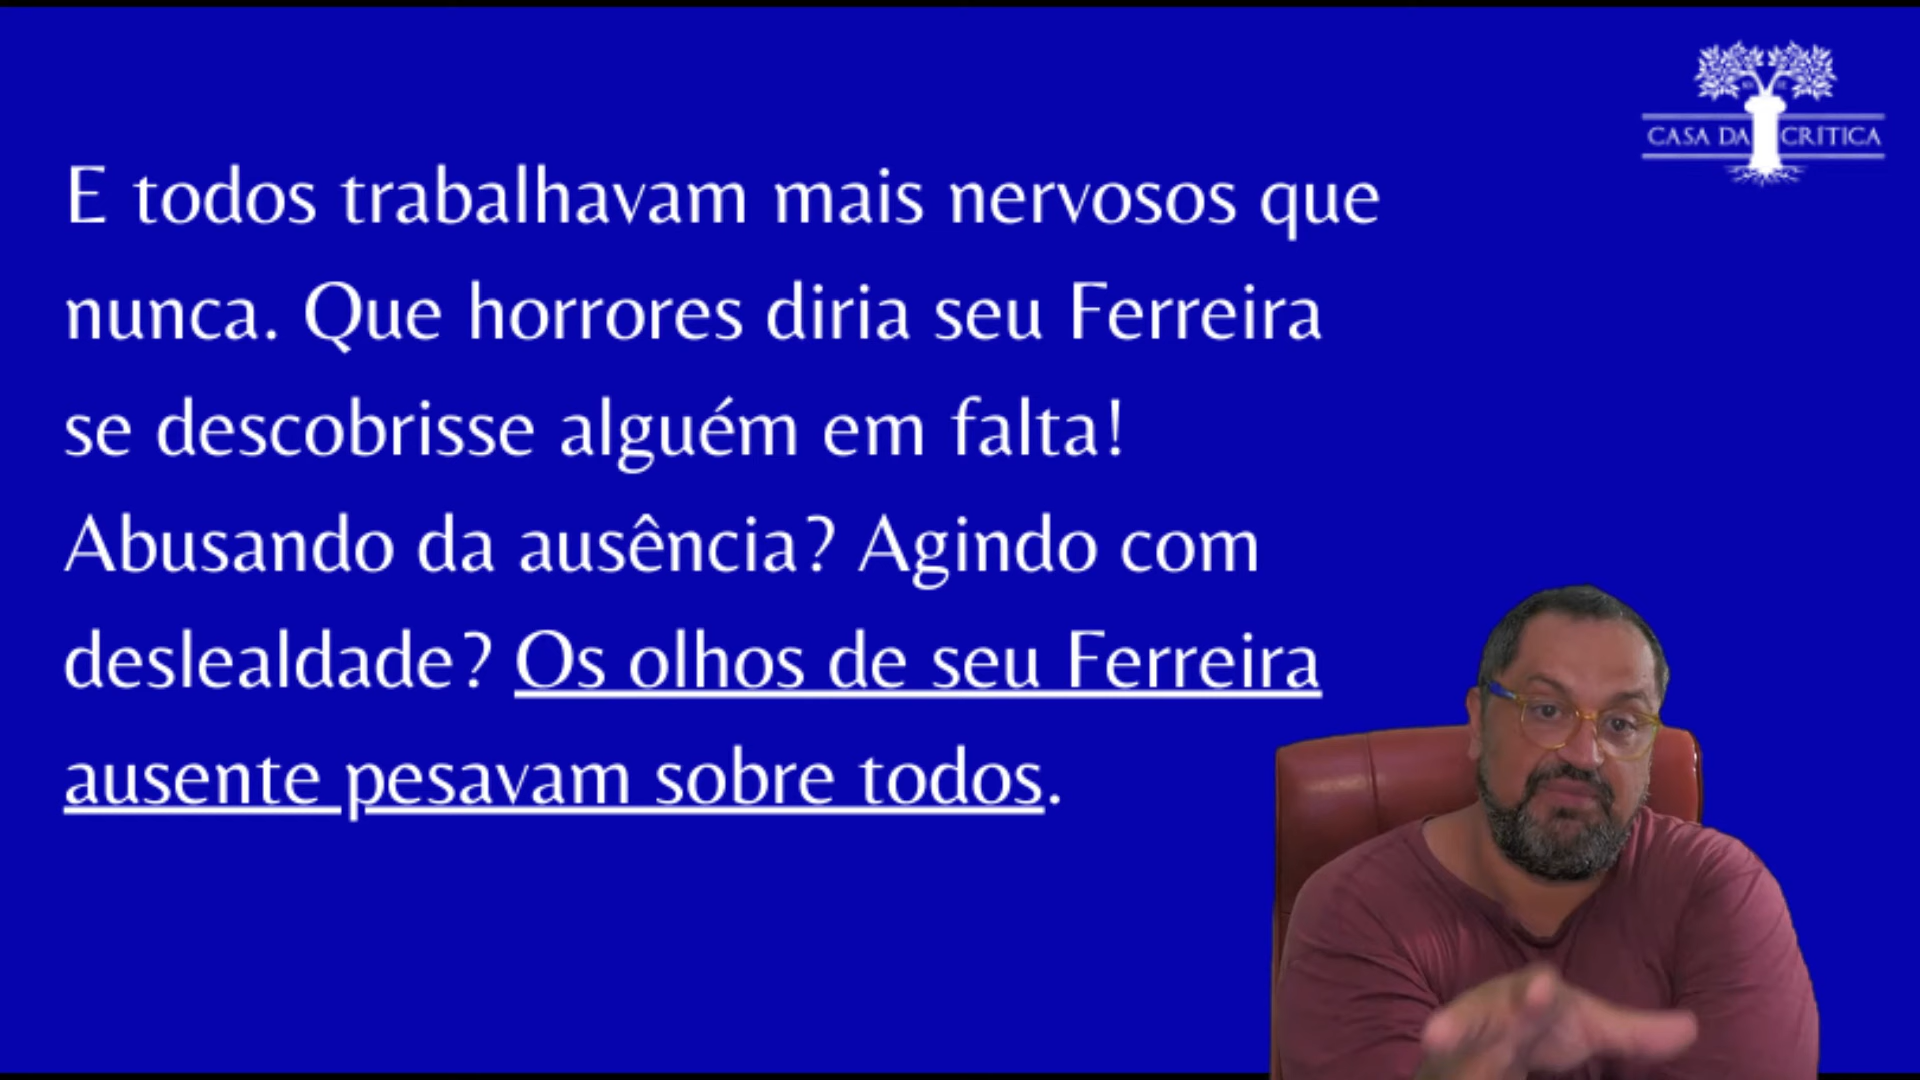 CASA DA CRÍTICA
E todos trabalhavam mais nervosos que
nunca. Que horrores diria seu Ferreira
se descobrisse alguém em falta!
Abusando da ausência? Agindo com
deslealdade? Os olhos de seu Ferreira
ausente pesavam sobre todos.